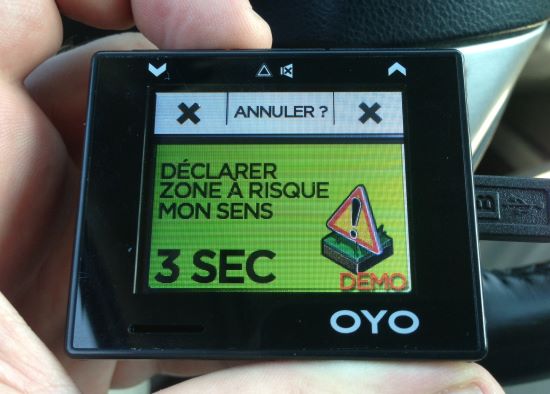 ANNULER ?
DÉCLARER
ZONE À RISQUE
MON SENS
3 SEC
DEMO
OYO